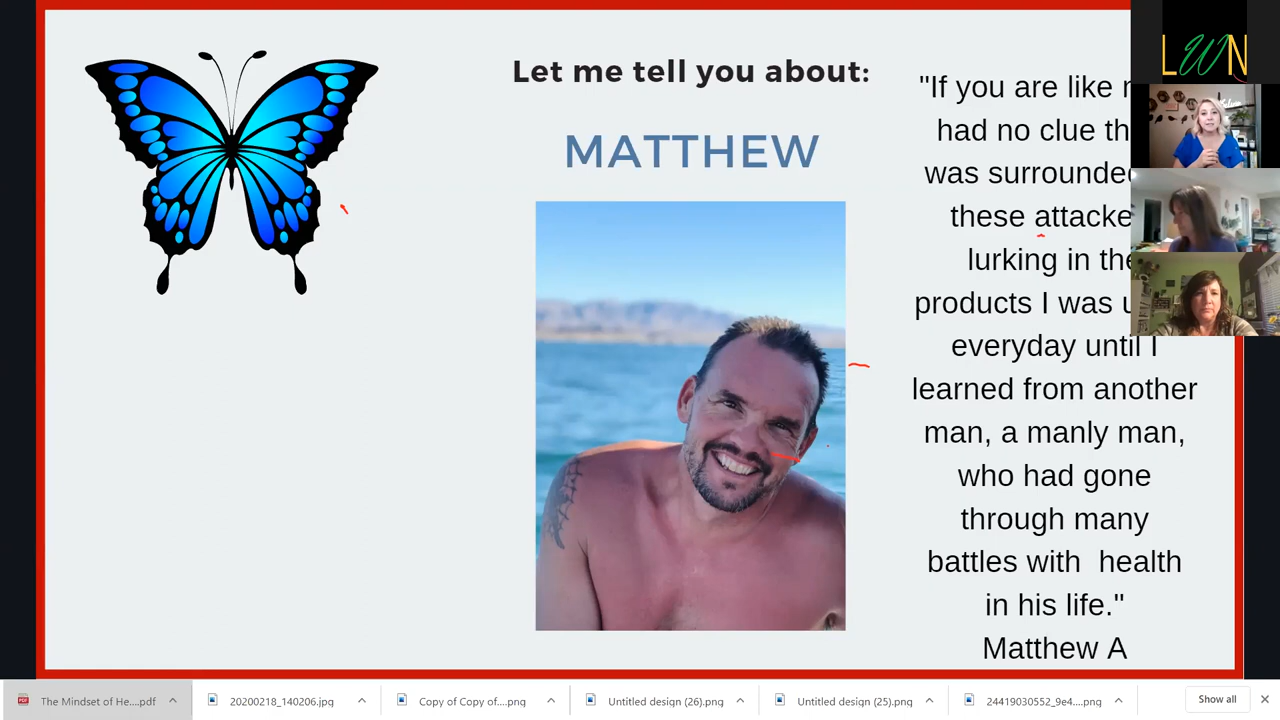 Let me tell you about:
MATTHEW
"If you are like
had no clue
was surrounded
these
lurking in the
products I was
everyday until I
learned from another
man, a manly man,
who had gone
through many
battles with  health
in his life."
Matthew A
LWN
The Mindset of He....pdf
20200218_140206.jpg
Copy of Copy of....png
Untitled design (26).png
Untitled design (25).png
24419030552_9e4....png
Show all